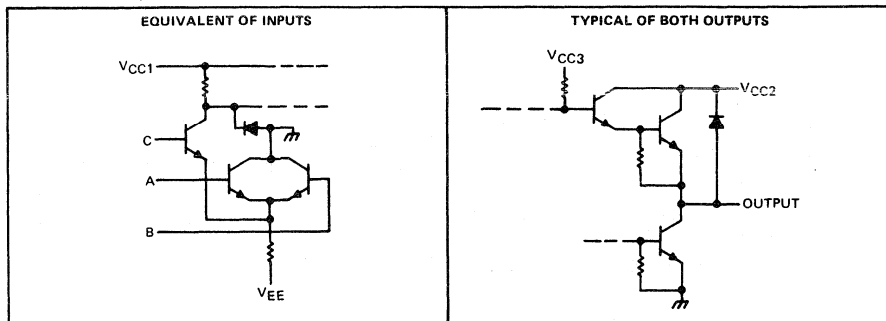 EQUIVALENT OF INPUTS
VCC1
C
A
B
VEE
TYPICAL OF BOTH OUTPUTS
VCC3
VCC2
OUTPUT